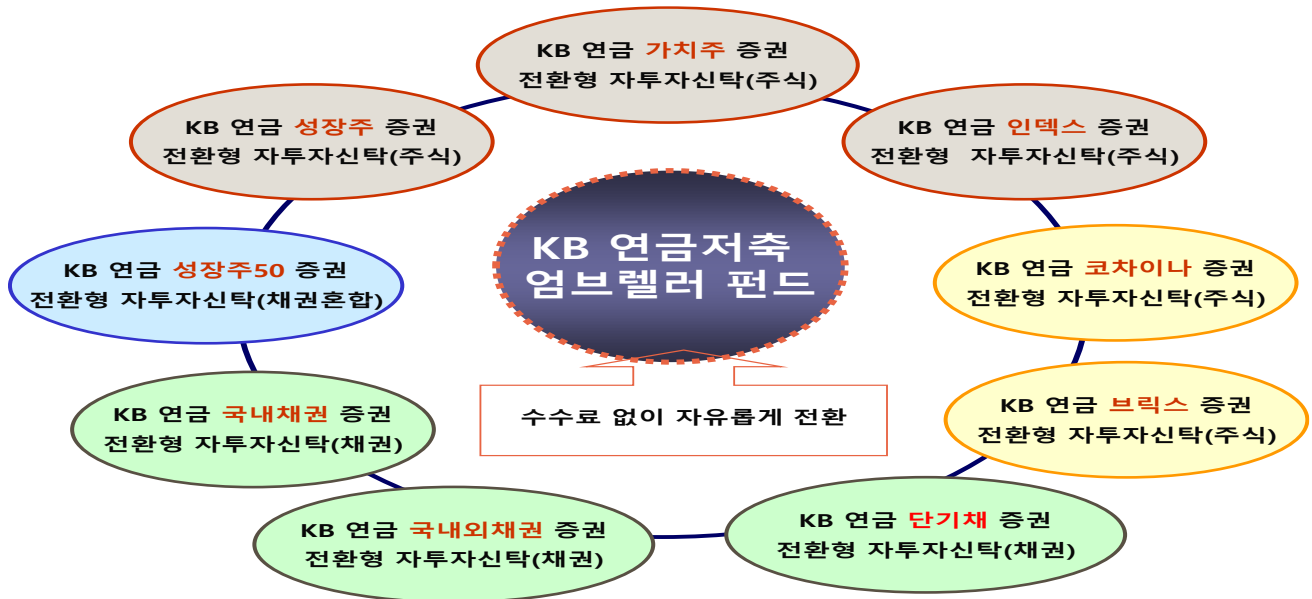 KB 연금 가치주 증권
전환형 자투자신탁(주식)
KB 연금 성장주 증권
전환형 자투자신탁(주식)
KB 연금 인덱스 증권
전환형 자투자신탁(주식)
KB 연금저축
엄브렐러 펀드
KB 연금 성장주50 증권
전환형 자투자신탁(채권혼합)
KB 연금 코차이나 증권
전환형 자투자신탁(주식)
KB 연금 국내채권 증권
전환형 자투자신탁(채권)
수수료 없이 자유롭게 전환
KB 연금 브릭스 증권
전환형 자투자신탁(주식)
KB 연금 국내외채권 증권
전환형 자투자신탁(채권)
KB 연금 단기채 증권
전환형 자투자신탁(채권)